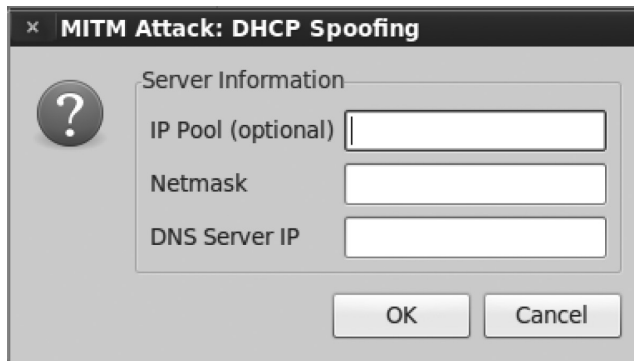 × MITM Attack: DHCP Spoofing
Server Information
?
IP Pool (optional)
Netmask
DNS Server IP
OK Cancel